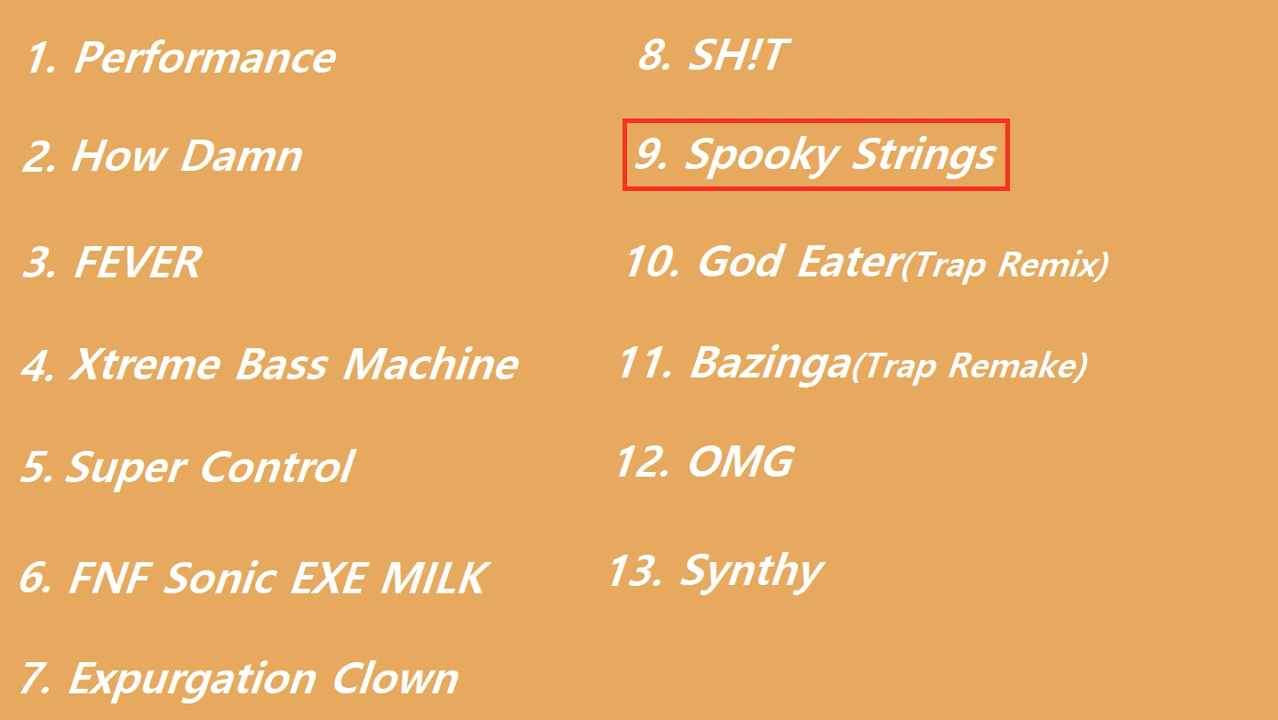 1. Performance
2. How Damn
3. FEVER
4. Xtreme Bass Machine
5. Super Control
6. FNF Sonic EXE MILK
7. Expurgation Clown
8. SH!T
9. Spooky Strings
10. God Eater(Trap Remix)
11. Bazinga(Trap Remake)
12. OMG
13. Synthy